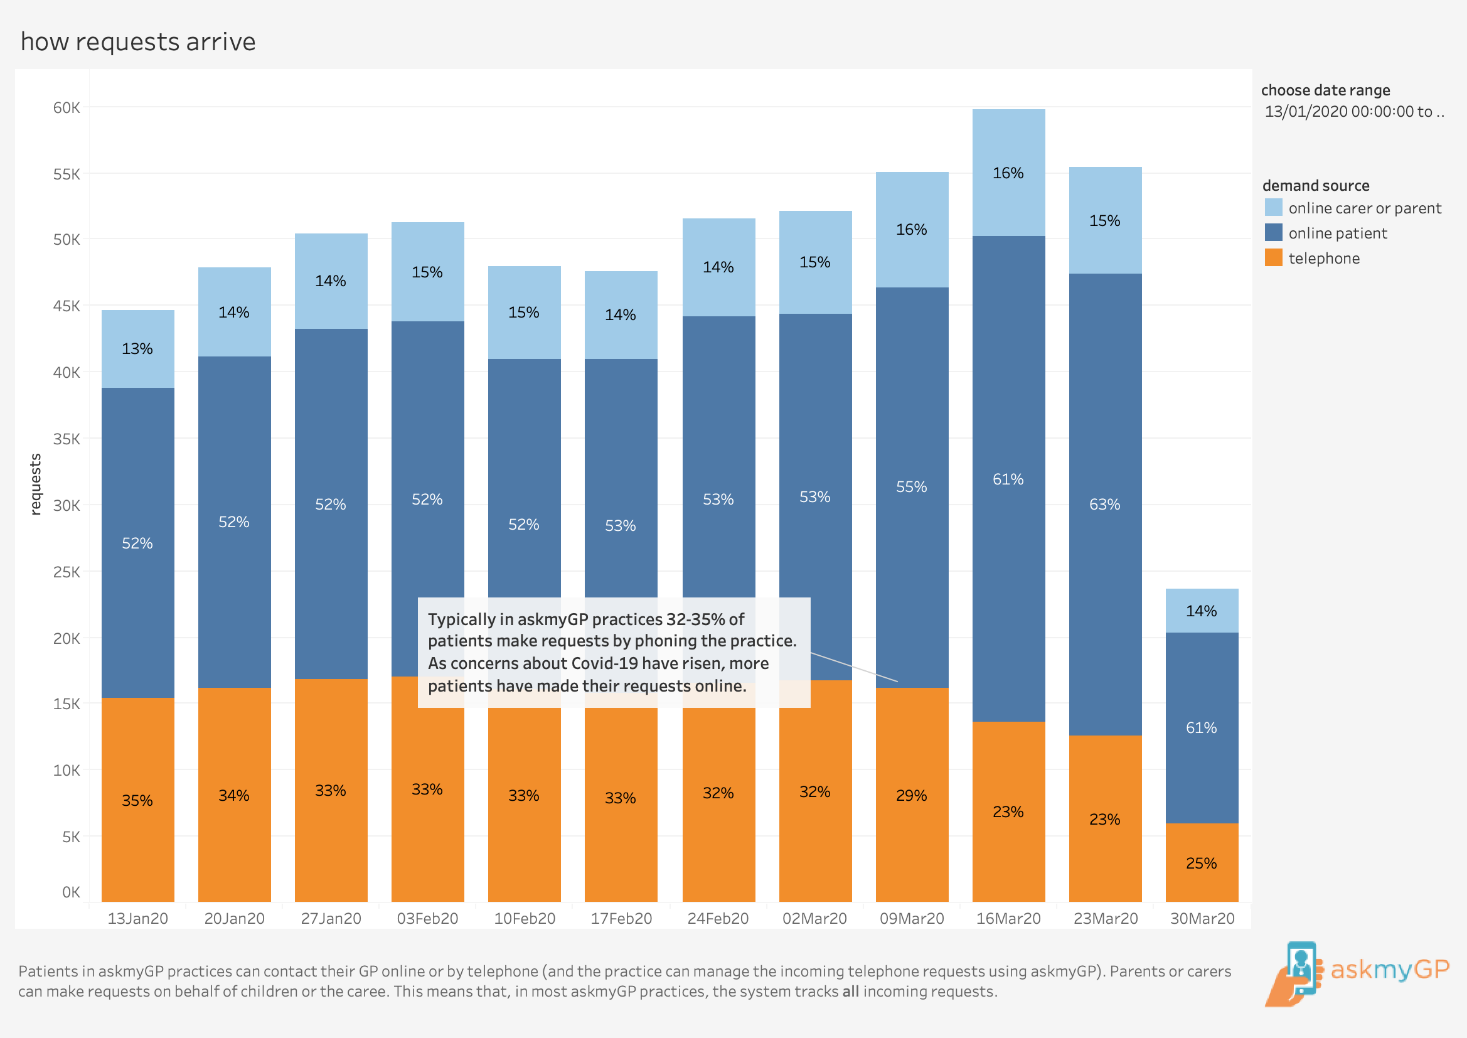 how requests arrive
choose date range
13/01/2020 00:00:00 to ..
demand source
online carer or parent
online patient
telephone
requests
60K
55K
50K
45K
40K
35K
30K
25K
20K
15K
10K
5K
0K
13% 14% 14% 15% 15% 14% 14% 15% 16% 16% 15% 14%
52% 52% 52% 52% 52% 53% 53% 53% 55% 61% 63% 61%
35% 34% 33% 33% 33% 33% 32% 32% 29% 23% 23% 25%
Typically in askmyGP practices 32-35% of
patients make requests by phoning the practice.
As concerns about Covid-19 have risen, more
patients have made their requests online.
13Jan20 20Jan20 27Jan20 03Feb20 10Feb20 17Feb20 24Feb20 02Mar20 09Mar20 16Mar20 23Mar20 30Mar20
Patients in askmyGP practices can contact their GP online or by telephone (and the practice can manage the incoming telephone requests using askmyGP). Parents or carers
can make requests on behalf of children or the caree. This means that, in most askmyGP practices, the system tracks all incoming requests.
askmyGP